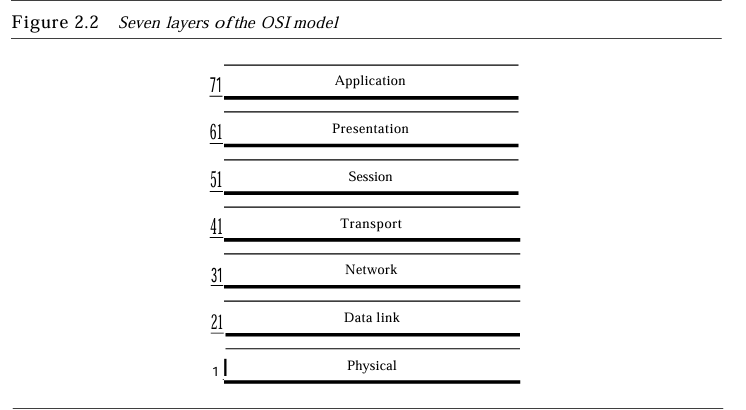 Figure 2.2 Seven layers of the OSI model
71 Application
61 Presentation
51 Session
41 Transport
31 Network
21 Data link
1 Physical